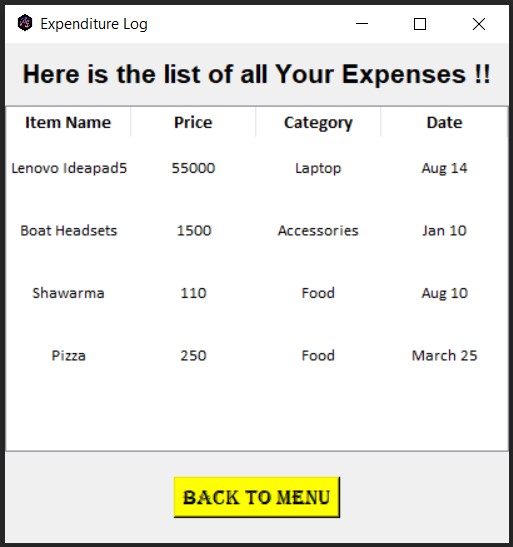 Expenditure Log
Here is the list of all Your Expenses !!
Item Name Price Category Date
Lenovo Ideapad5 55000 Laptop Aug 14
Boat Headsets 1500 Accessories Jan 10
Shawarma 110 Food Aug 10
Pizza 250 Food March 25
BACK TO MENU